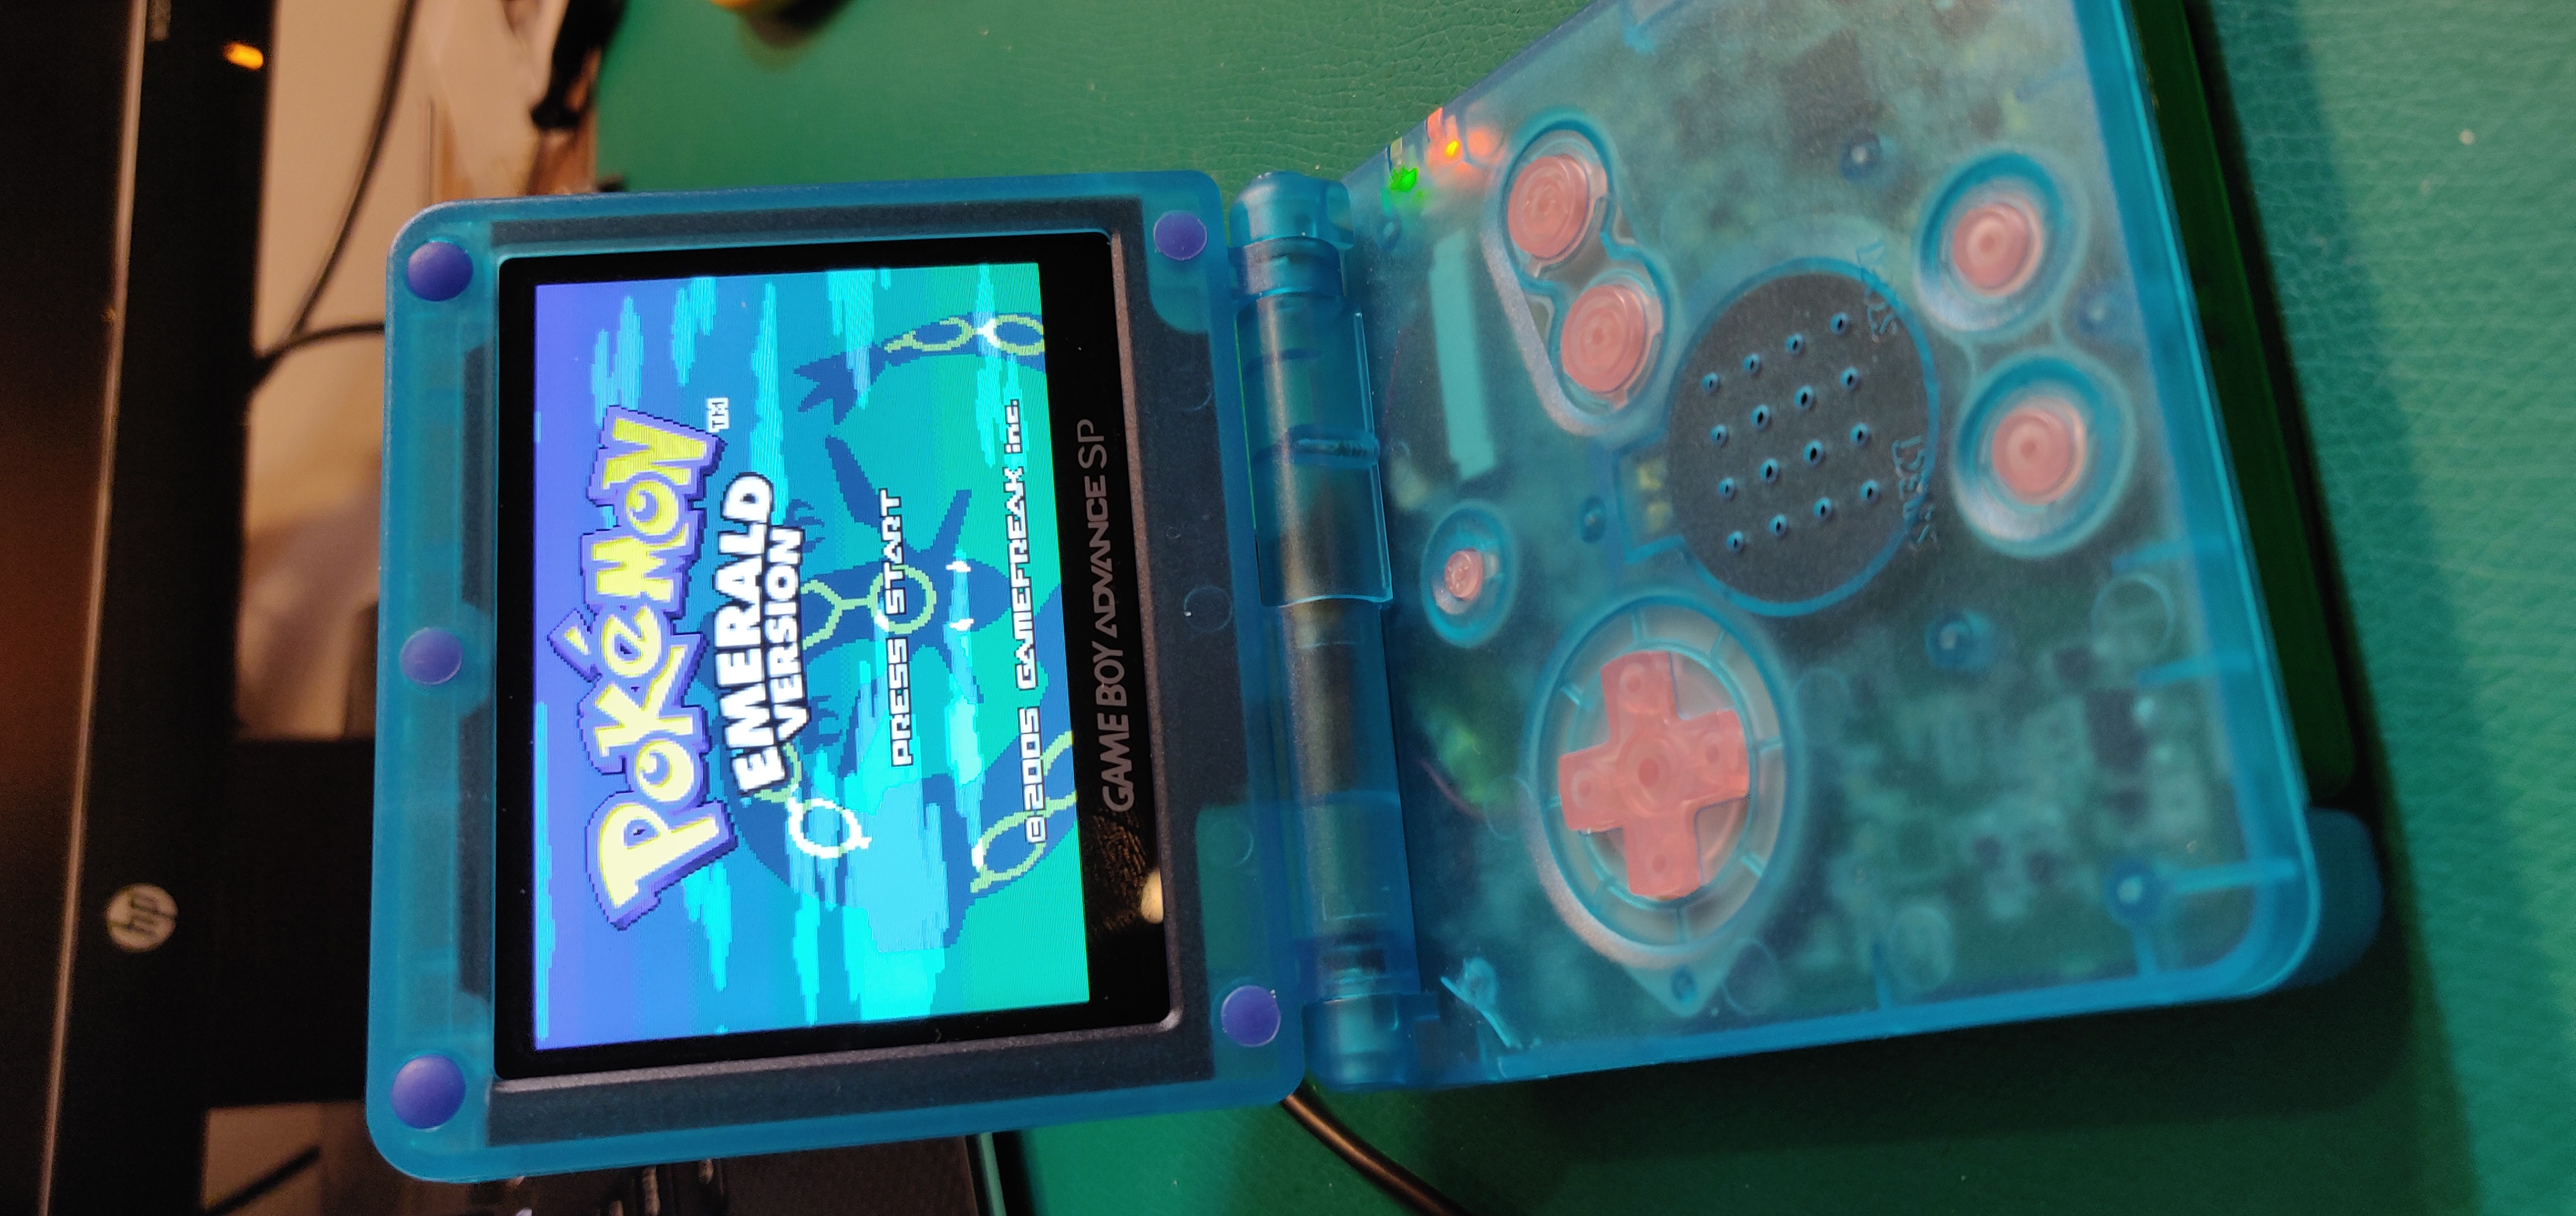 hp
POKéMON
TM
EMERALD
VERSION
PRESS START
©2005 GAMEFREAK inc.
GAME BOY ADVANCE SP
SELECT
START